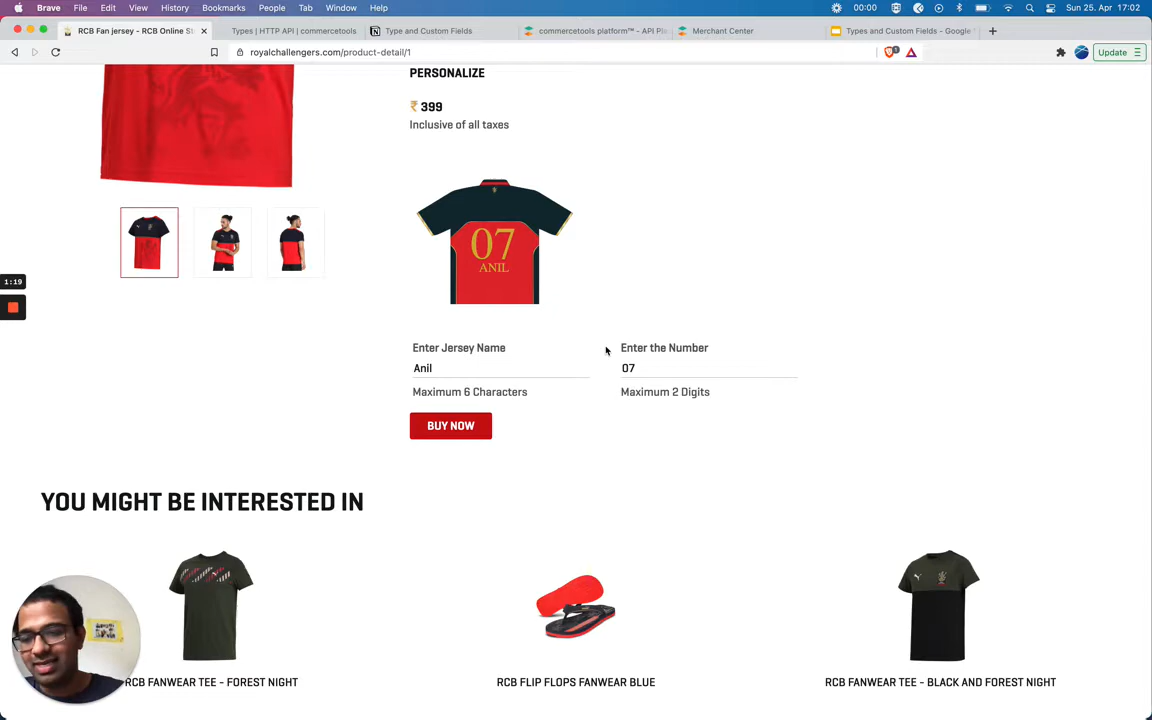 Brave File Edit View History Bookmarks People Tab Window Help 00:00 Sun 25. Apr 17:02
RCB Fan jersey - RCB Online St Types | HTTP API | commercetools Type and Custom Fields commercetools platform™ - API Pla Merchant Center Types and Custom Fields - Google
royalchallengers.com/product-detail/1 1 Update
PERSONALIZE
₹ 399
Inclusive of all taxes
07
ANIL
1:19
Enter Jersey Name Enter the Number
Anil 07
Maximum 6 Characters Maximum 2 Digits
BUY NOW
YOU MIGHT BE INTERESTED IN
RCB FANWEAR TEE - FOREST NIGHT RCB FLIP FLOPS FANWEAR BLUE RCB FANWEAR TEE - BLACK AND FOREST NIGHT